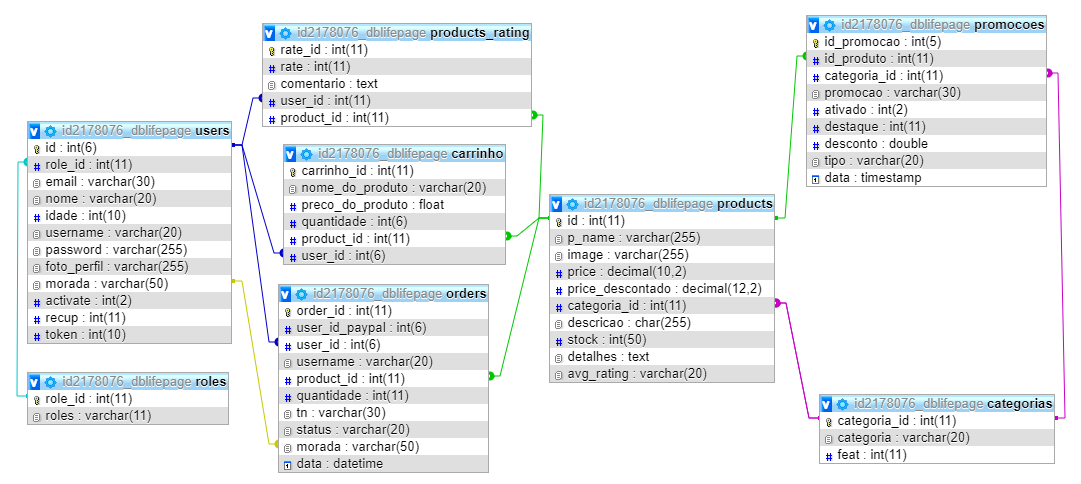 id2178076_dblifepage products_rating
rate_id : int(11)
rate : int(11)
comentario : text
user_id : int(11)
product_id : int(11)
id2178076_dblifepage users
id : int(6)
role_id : int(11)
email : varchar(30)
nome : varchar(20)
idade : int(10)
username : varchar(20)
password : varchar(255)
foto_perfil : varchar(255)
morada : varchar(50)
activate : int(2)
recup : int(11)
token : int(10)
id2178076_dblifepage roles
role_id : int(11)
roles : varchar(11)
id2178076_dblifepage carrinho
carrinho_id : int(11)
nome_do_produto : varchar(20)
preco_do_produto : float
quantidade : int(6)
product_id : int(11)
user_id : int(6)
id2178076_dblifepage orders
order_id : int(11)
user_id_paypal : int(6)
user_id : int(6)
username : varchar(20)
product_id : int(11)
quantidade : int(11)
tn : varchar(30)
status : varchar(20)
morada : varchar(50)
data : datetime
id2178076_dblifepage products
id : int(11)
p_name : varchar(255)
image : varchar(255)
price : decimal(10,2)
price_descontado : decimal(12,2)
categoria_id : int(11)
descricao : char(255)
stock : int(50)
detalhes : text
avg_rating : varchar(20)
id2178076_dblifepage promocoes
id_promocao : int(5)
id_produto : int(11)
categoria_id : int(11)
promocao : varchar(30)
ativado : int(2)
destaque : int(11)
desconto : double
tipo : varchar(20)
data : timestamp
id2178076_dblifepage categorias
categoria_id : int(11)
categoria : varchar(20)
feat : int(11)